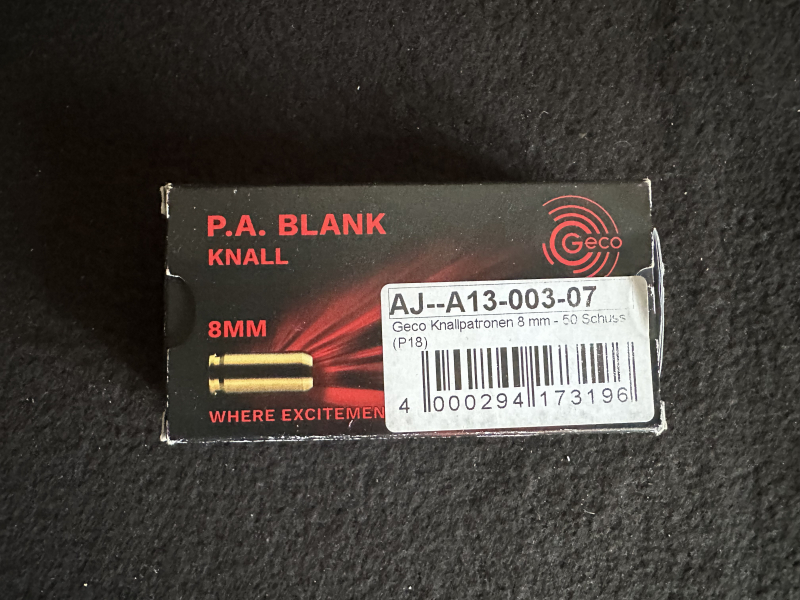 P.A. BLANK
KNALL
Geco
8MM
AJ--A13-003-07
Geco Knallpatronen 8 mm - 50 Schuss
(P18)
4 000294 173196
WHERE EXCITEMEN